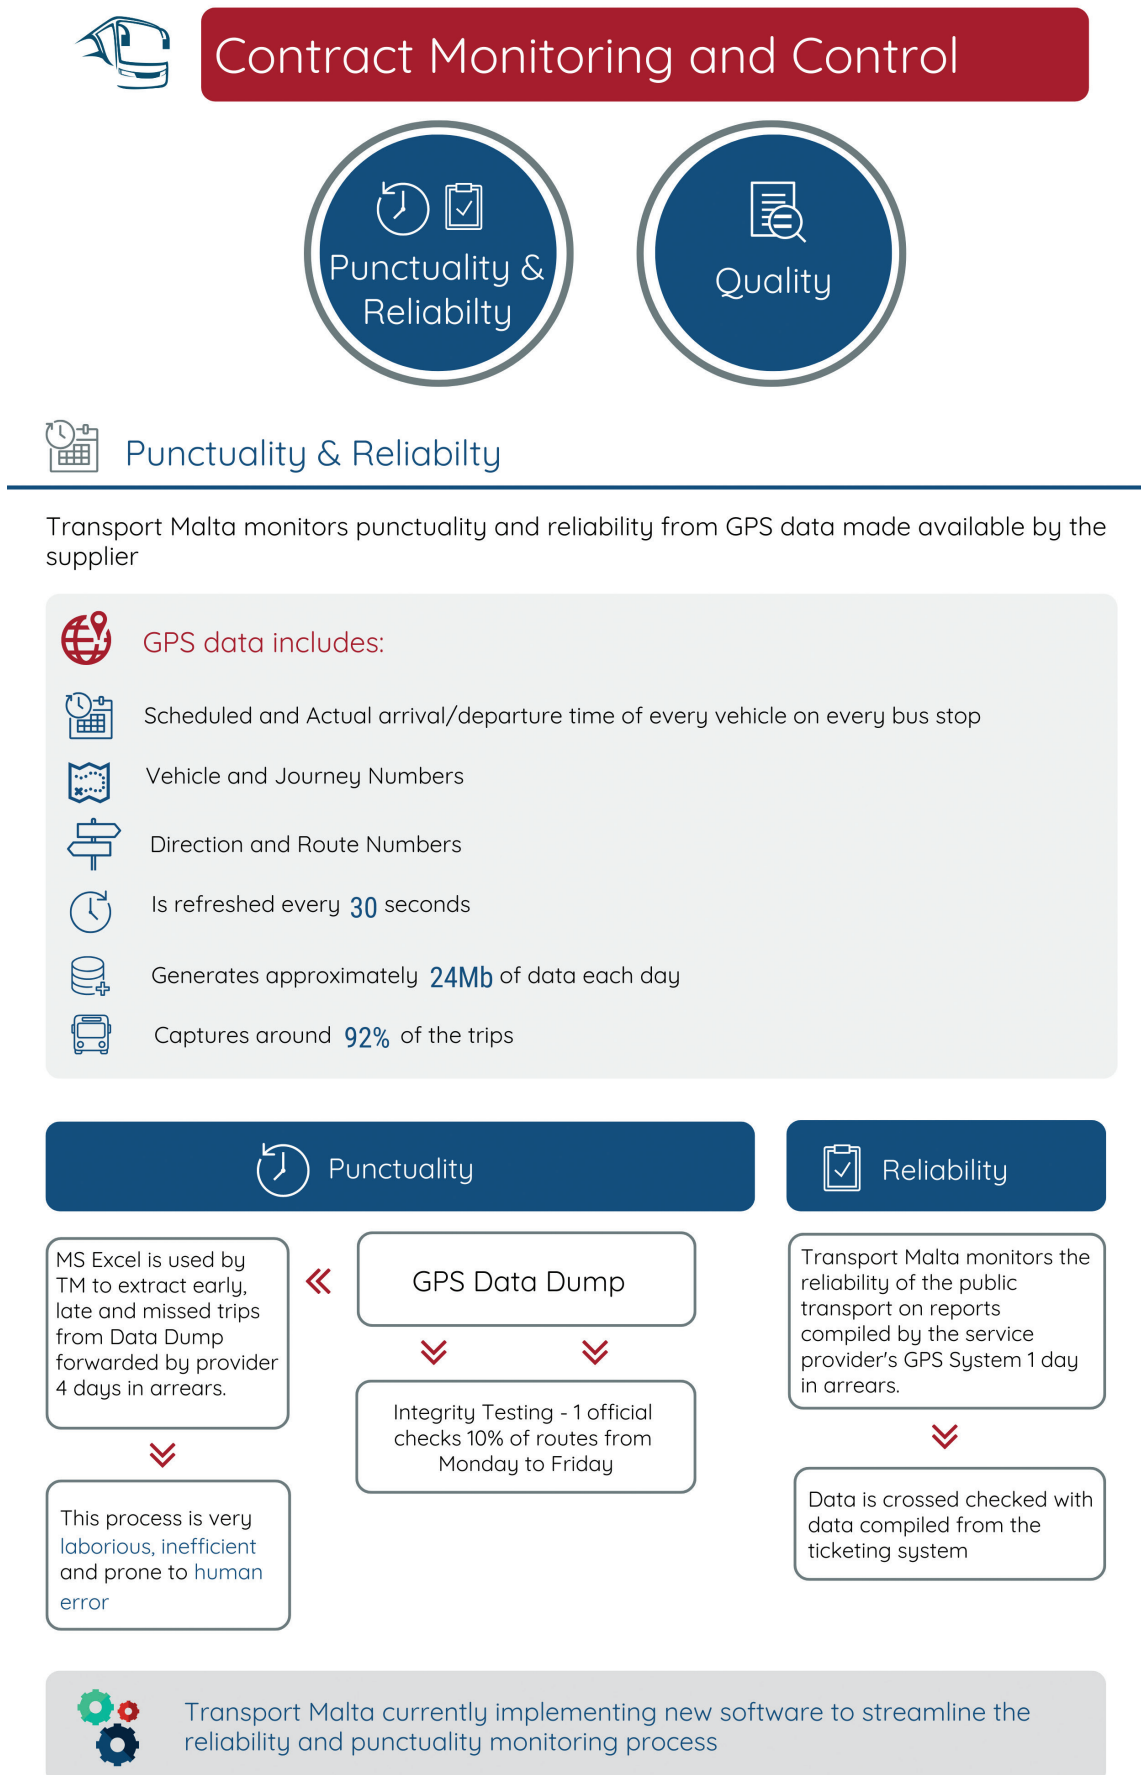 Contract Monitoring and Control
Punctuality &
Reliabilty
Quality
Punctuality & Reliabilty
Transport Malta monitors punctuality and reliability from GPS data made available by the
supplier
GPS data includes:
Scheduled and Actual arrival/departure time of every vehicle on every bus stop
Vehicle and Journey Numbers
Direction and Route Numbers
Is refreshed every 30 seconds
Generates approximately 24Mb of data each day
Captures around 92% of the trips
Punctuality
MS Excel is used by
TM to extract early,
late and missed trips
from Data Dump
forwarded by provider
4 days in arrears.
This process is very
laborious, inefficient
and prone to human
error
GPS Data Dump
Integrity Testing - 1 official
checks 10% of routes from
Monday to Friday
Reliability
Transport Malta monitors the
reliability of the public
transport on reports
compiled by the service
provider's GPS System 1 day
in arrears.
Data is crossed checked with
data compiled from the
ticketing system
Transport Malta currently implementing new software to streamline the
reliability and punctuality monitoring process